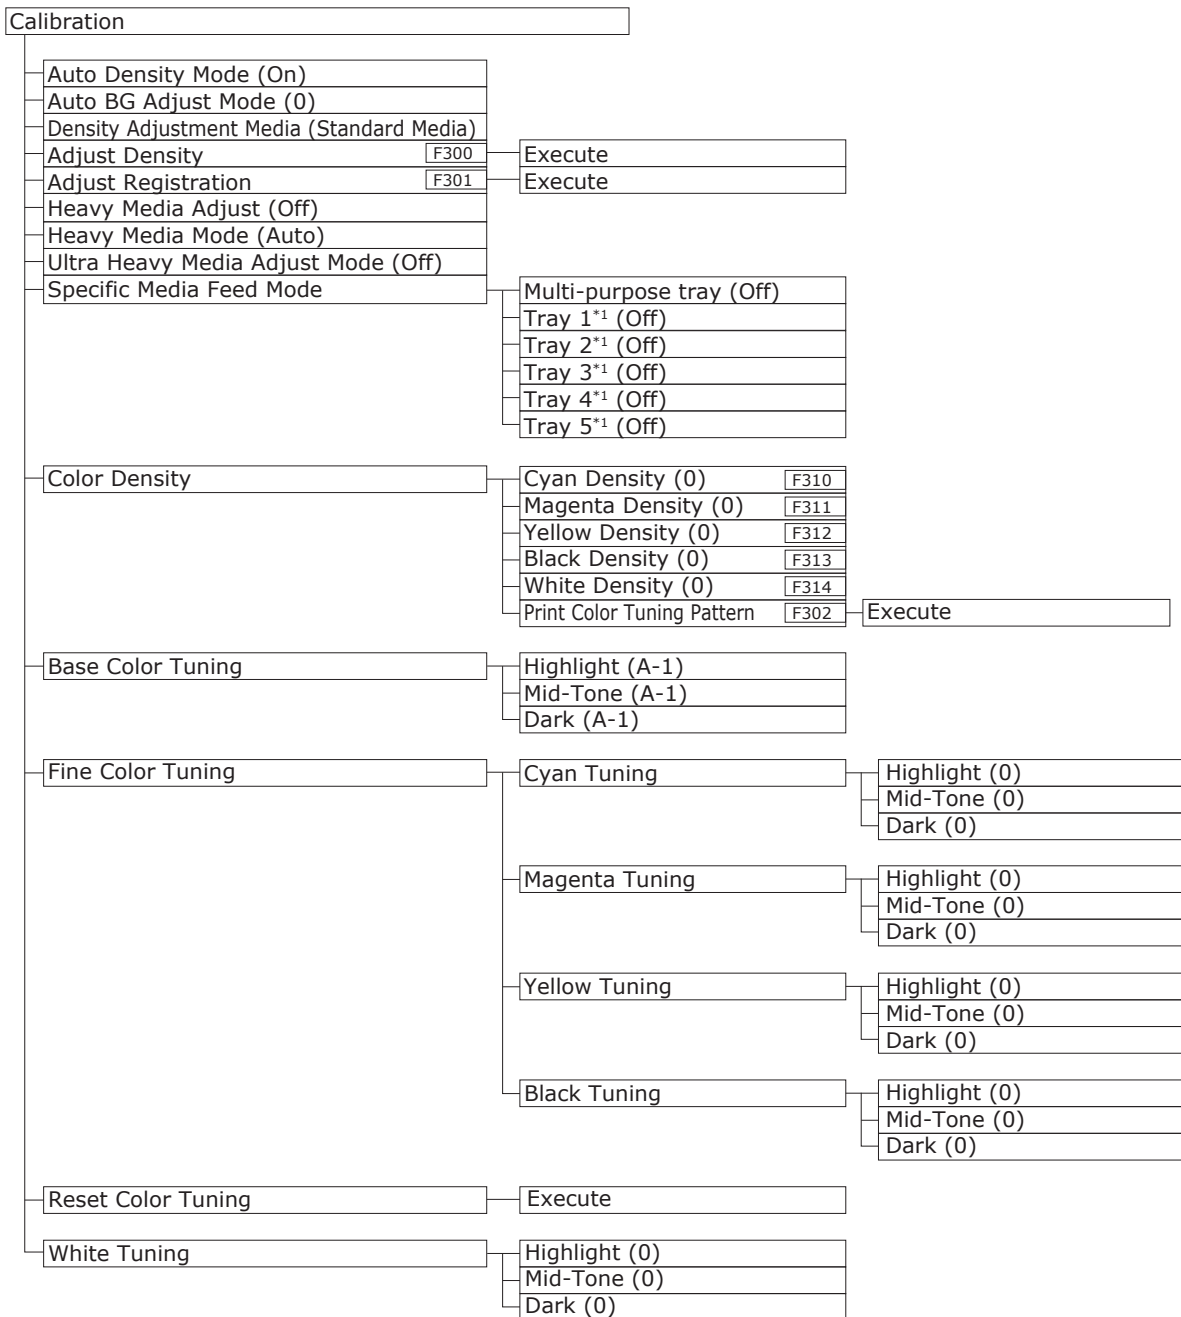 Calibration
Auto Density Mode (On)
Auto BG Adjust Mode (0)
Density Adjustment Media (Standard Media)
Adjust Density F300 Execute
Adjust Registration F301 Execute
Heavy Media Adjust (Off)
Heavy Media Mode (Auto)
Ultra Heavy Media Adjust Mode (Off)
Specific Media Feed Mode Multi-purpose tray (Off)
Tray 1*1 (Off)
Tray 2*1 (Off)
Tray 3*1 (Off)
Tray 4*1 (Off)
Tray 5*1 (Off)
Color Density Cyan Density (0) F310
Magenta Density (0) F311
Yellow Density (0) F312
Black Density (0) F313
White Density (0) F314
Print Color Tuning Pattern F302 Execute
Base Color Tuning Highlight (A-1)
Mid-Tone (A-1)
Dark (A-1)
Fine Color Tuning Cyan Tuning Highlight (0)
Mid-Tone (0)
Dark (0)
Magenta Tuning Highlight (0)
Mid-Tone (0)
Dark (0)
Yellow Tuning Highlight (0)
Mid-Tone (0)
Dark (0)
Black Tuning Highlight (0)
Mid-Tone (0)
Dark (0)
Reset Color Tuning Execute
White Tuning Highlight (0)
Mid-Tone (0)
Dark (0)